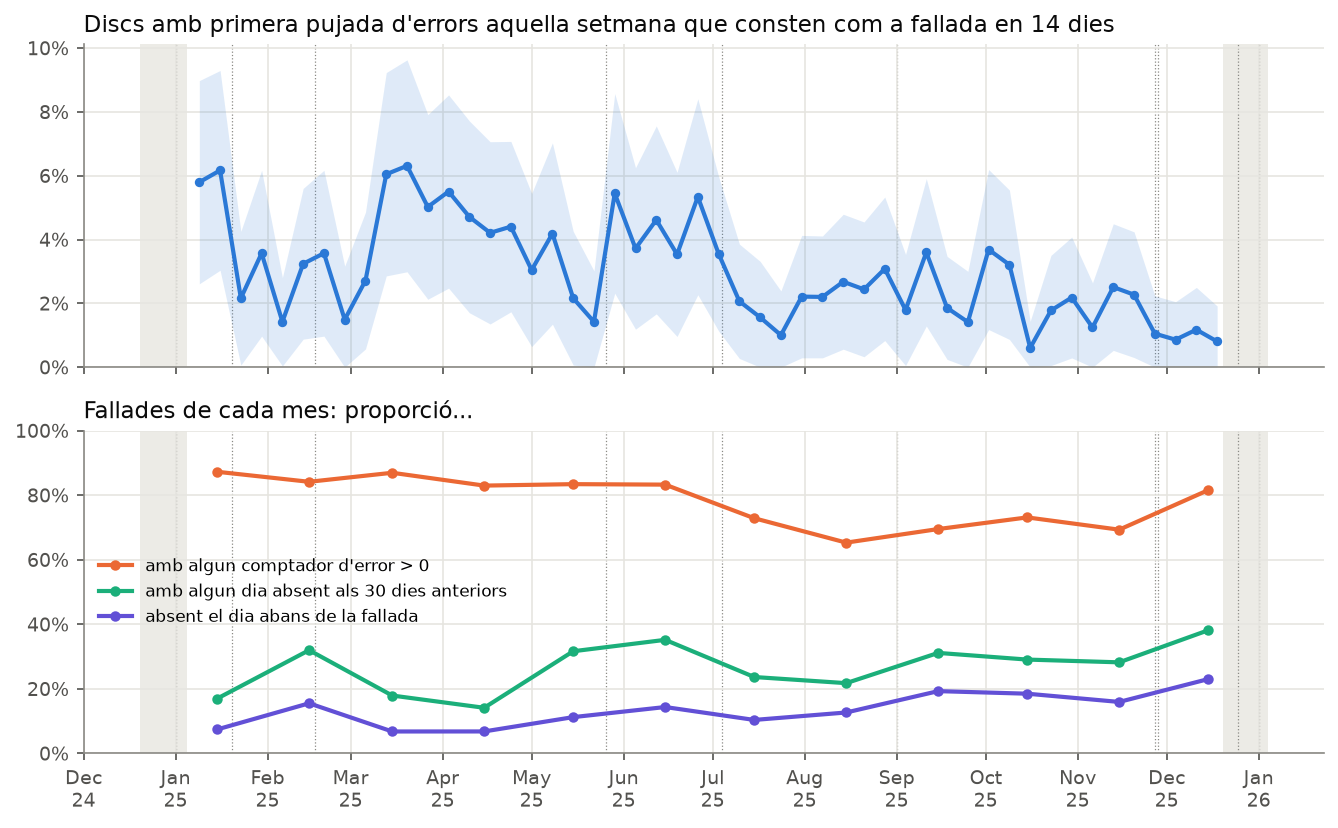 Discs amb primera pujada d'errors aquella setmana que consten com a fallada en 14 dies
10%
8%
6%
4%
2%
0%
Fallades de cada mes: proporció...
100%
80%
60%
40%
20%
0%
amb algun comptador d'error > 0
amb algun dia absent als 30 dies anteriors
absent el dia abans de la fallada
Dec Jan Feb Mar Apr May Jun Jul Aug Sep Oct Nov Dec Jan
24 25 25 25 25 25 25 25 25 25 25 25 25 26